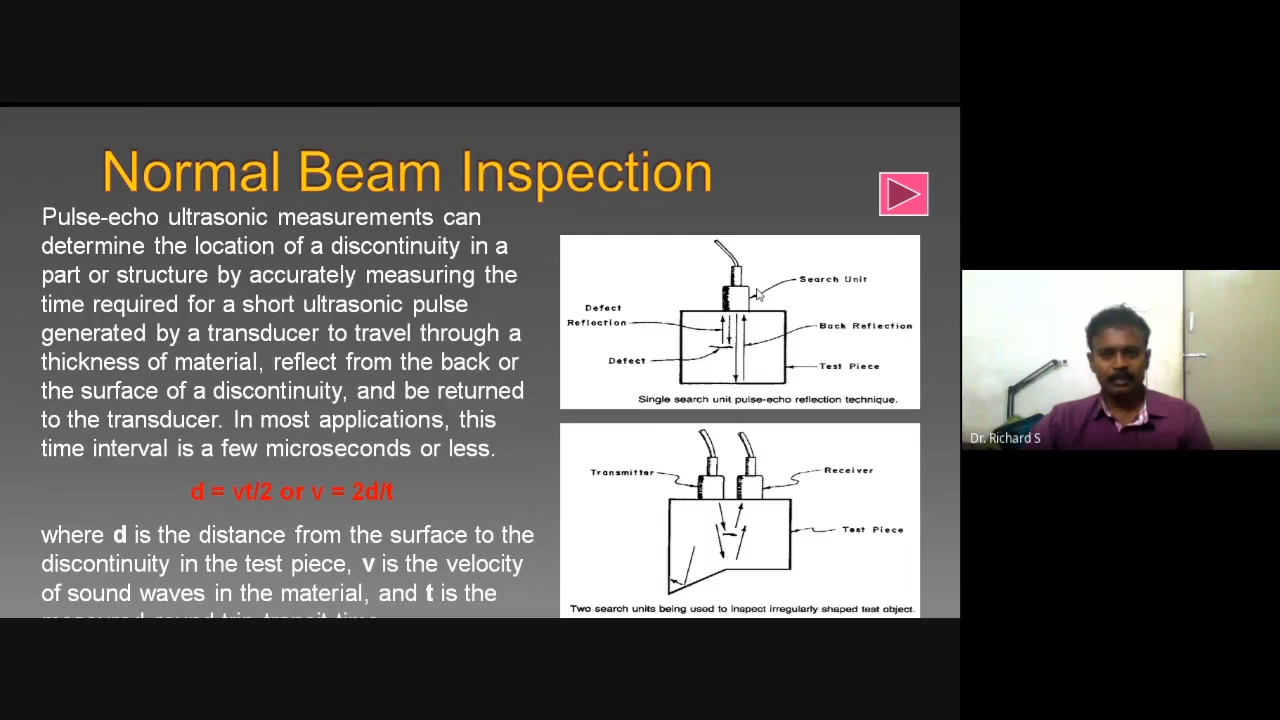 Normal Beam Inspection
Pulse-echo ultrasonic measurements can
determine the location of a discontinuity in a
part or structure by accurately measuring the
time required for a short ultrasonic pulse
generated by a transducer to travel through a
thickness of material, reflect from the back or
the surface of a discontinuity, and be returned
to the transducer. In most applications, this
time interval is a few microseconds or less.
d = vt/2 or v = 2d/t
where d is the distance from the surface to the
discontinuity in the test piece, v is the velocity
of sound waves in the material, and t is the
measured round-trip transit time
Search Unit
Defect
Reflection
Back Reflection
Defect
Test Piece
Single search unit pulse-echo reflection technique.
Transmitter
Receiver
Test Piece
Two search units being used to inspect irregularly shaped test object.
Dr. Richard S